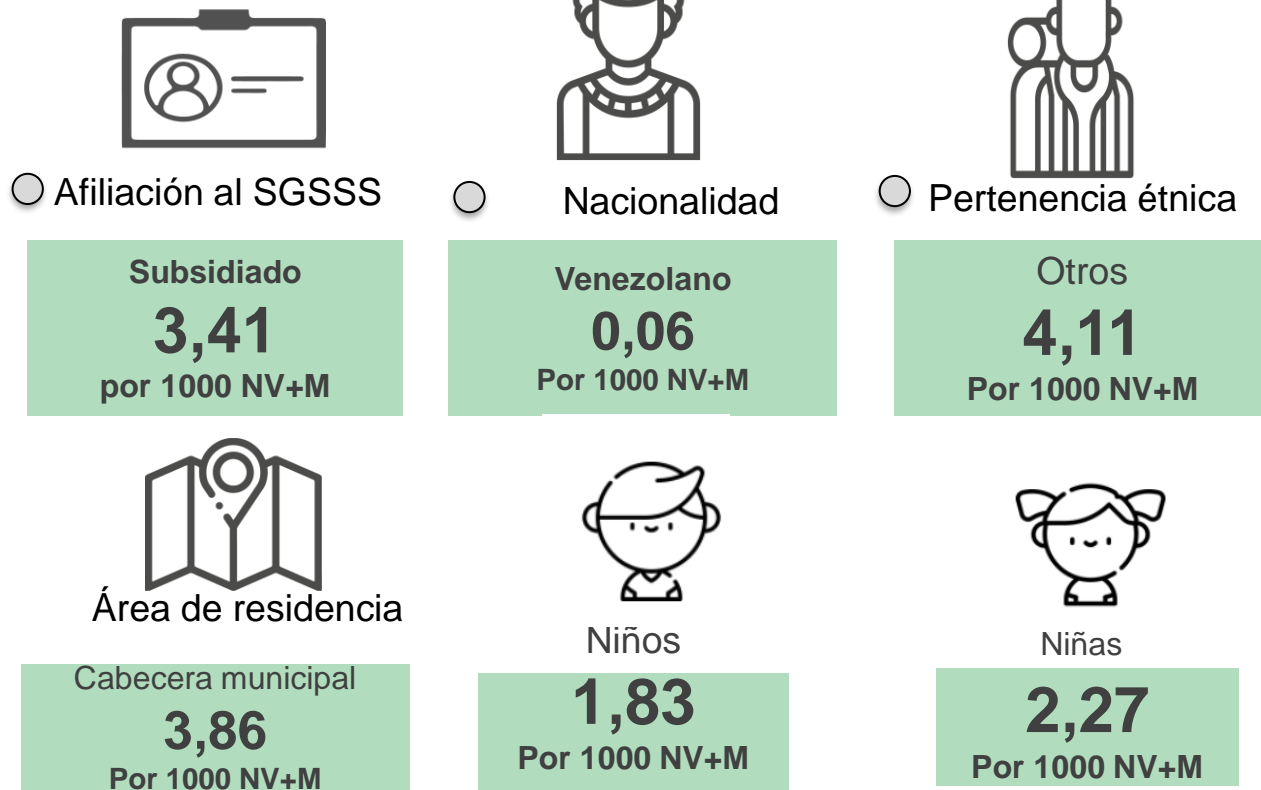 Afiliación al SGSSS
Subsidiado
3,41
por 1000 NV+M
Nacionalidad
Venezolano
0,06
Por 1000 NV+M
Pertenencia étnica
Otros
4,11
Por 1000 NV+M
Área de residencia
Cabecera municipal
3,86
Por 1000 NV+M
Niños
1,83
Por 1000 NV+M
Niñas
2,27
Por 1000 NV+M